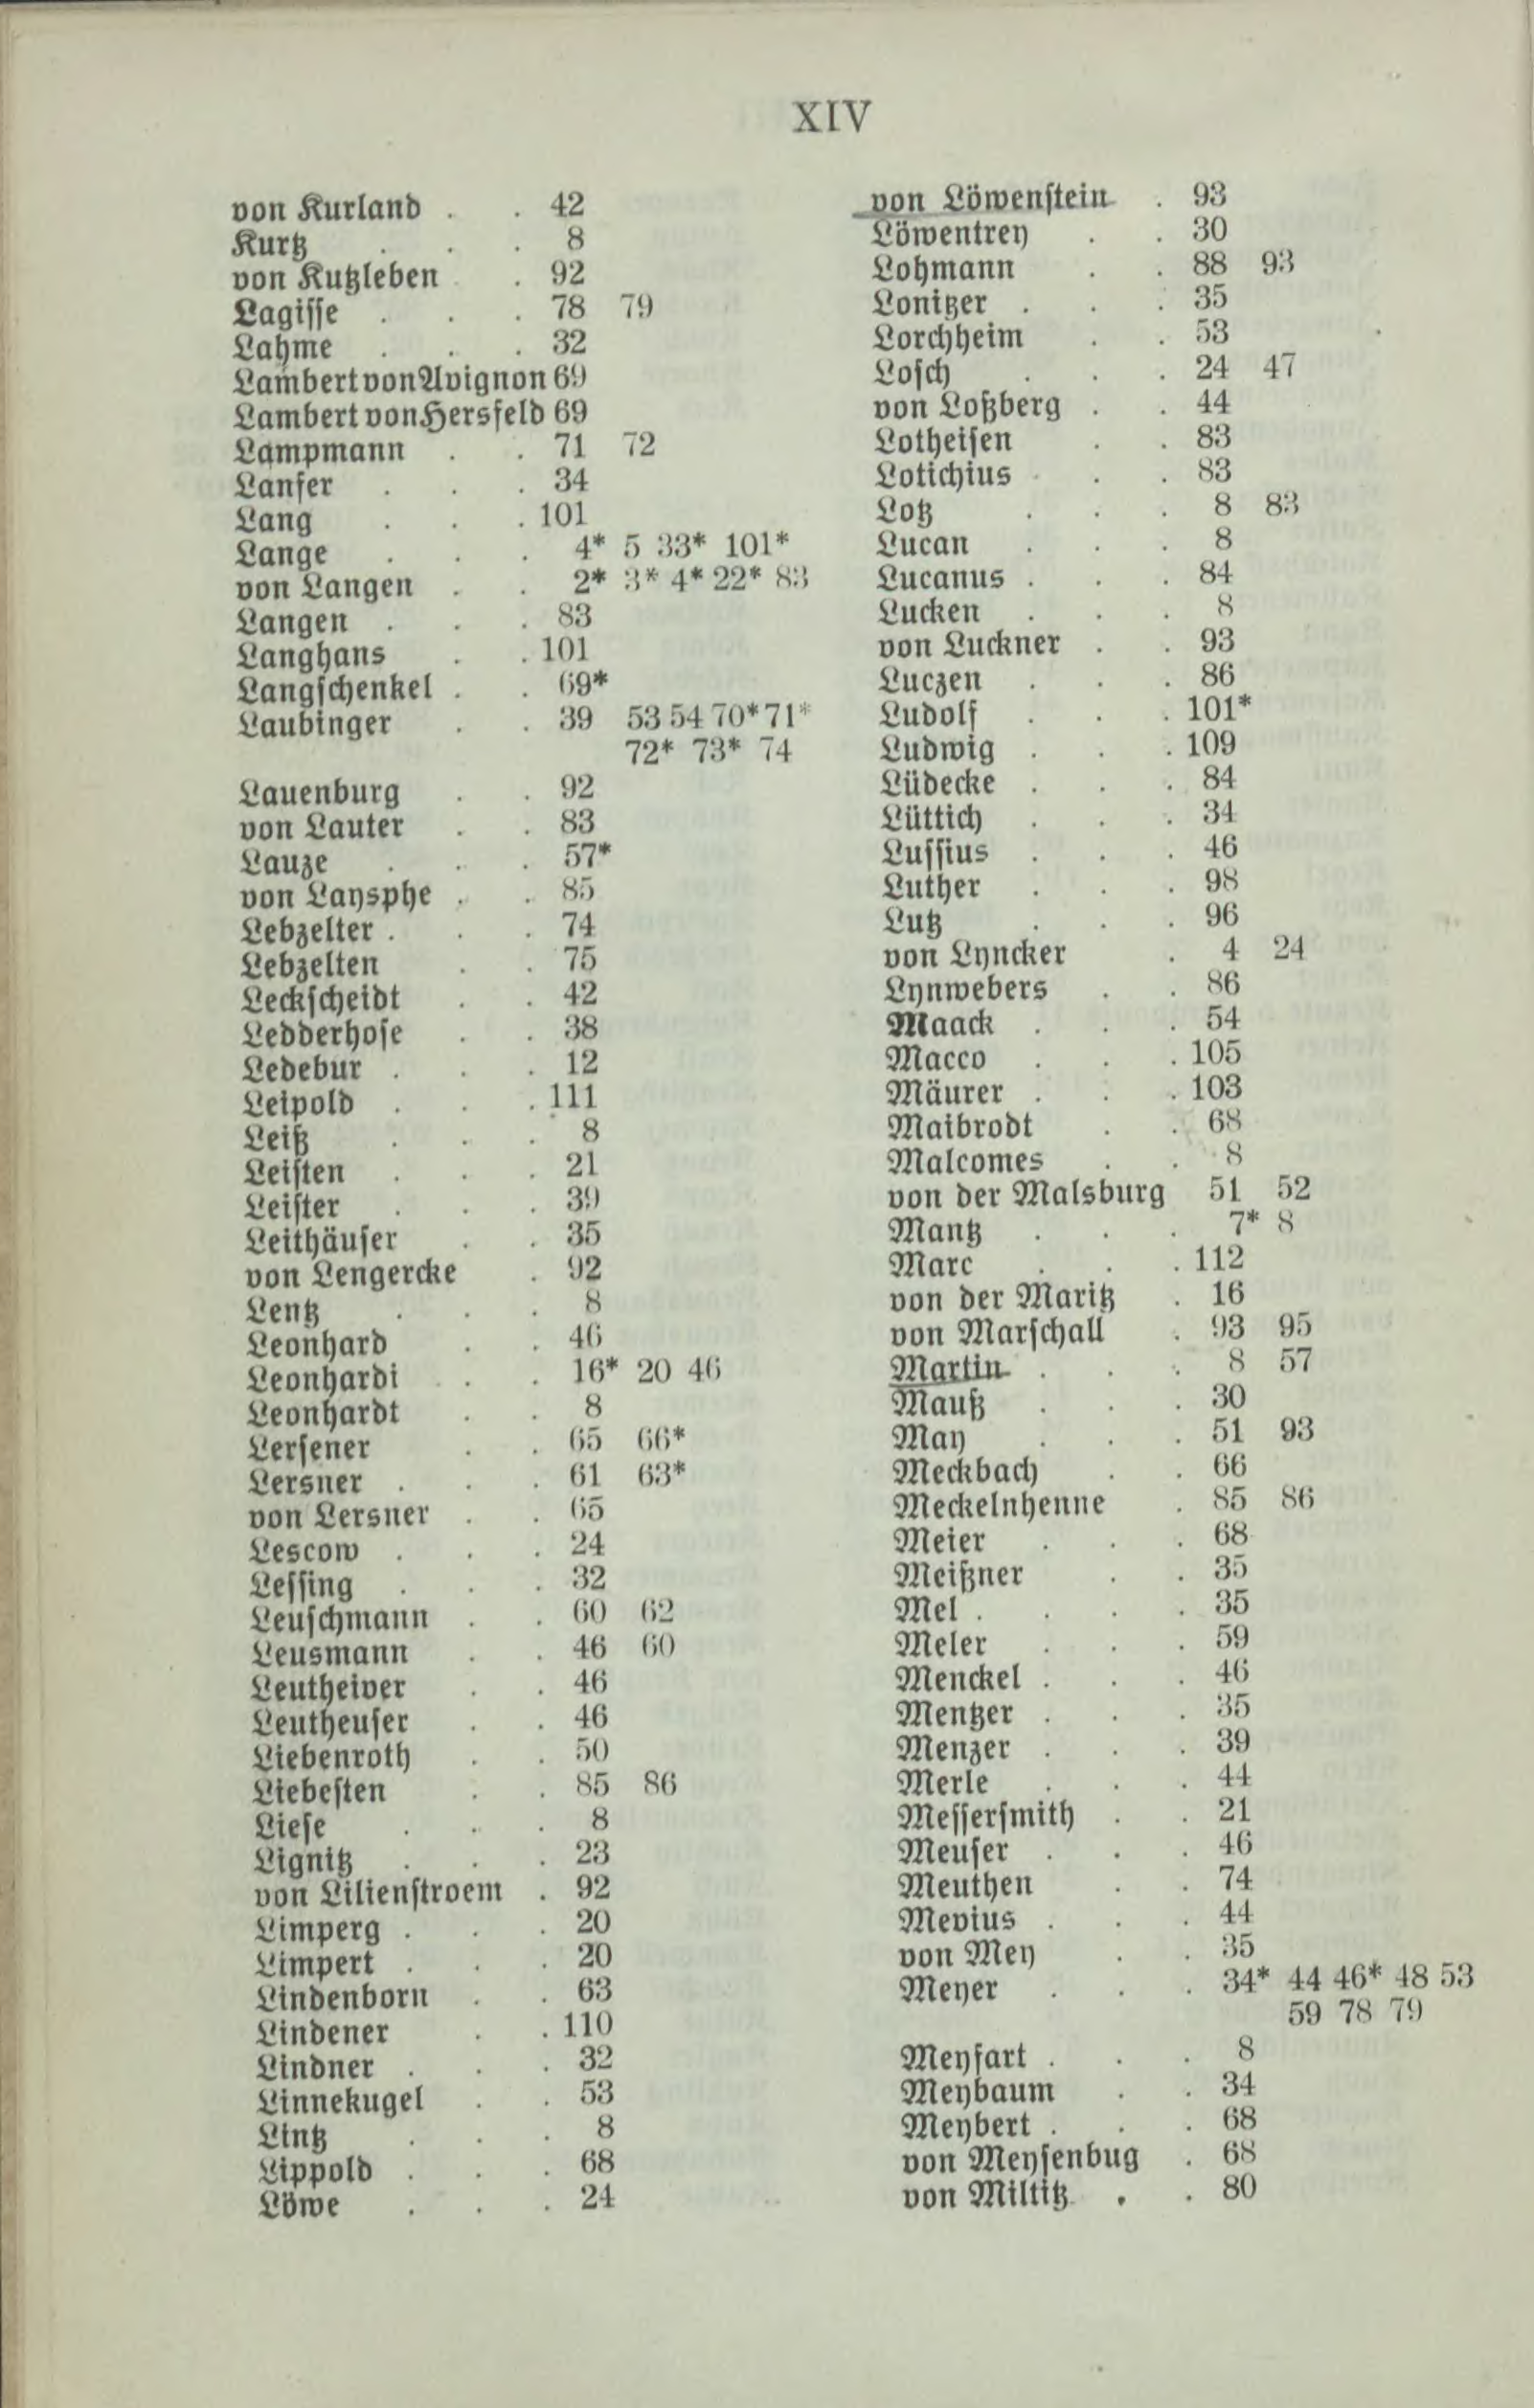 XIV
von Kurland . . 42
Kurtz . . . 8
von Kutzleben . 92
Lagisse . . . 78 79
Lahme . . . 32
Lambert von Avignon 69
Lambert von Hersfeld 69
Lampmann . . 71 72
Lanser . . . 34
Lang . . . 101
Lange . . . 4* 5 33* 101*
von Langen . . 2* 3* 4* 22* 83
Langen . . . 83
Langhans . . 101
Langschenkel . . 69*
Laubinger . . 39 53 54 70* 71*
72* 73* 74
Lauenburg . . 92
von Lauter . . 83
Lauze . . . 57*
von Laysphe . . 85
Lebzelter . . . 74
Lebzelten . . 75
Leckscheidt . . 42
Ledderhose . . 38
Ledebur . . . 12
Leipold . . . 111
Leiß . . . 8
Leisten . . . 21
Leister . . . 39
Leithäuser . . 35
von Lengercke . 92
Lentz . . . 8
Leonhard . . 46
Leonhardi . . 16* 20 46
Leonhardt . . 8
Lersener . . 65 66*
Lersner . . . 61 63*
von Lersner . . 65
Lescow . . . 24
Lessing . . . 32
Leuschmann . . 60 62
Leusmann . . 46 60
Leutheiver . . 46
Leutheuser . . 46
Liebenroth . . 50
Liebesten . . 85 86
Liese . . . 8
Lignitz . . . 23
von Lilienstroem . 92
Limperg . . . 20
Limpert . . . 20
Lindenborn . . 63
Lindener . . 110
Lindner . . . 32
Linnekugel . . 53
Lintz . . . 8
Lippold . . . 68
Löwe . . . 24
von Löwenstein . 93
Löwentrey . . 30
Lohmann . . 88 93
Lonitzer . . . 35
Lorchheim . . 53
Losch . . . 24 47
von Loßberg . . 44
Lotheisen . . 83
Lotichius . . 83
Lotz . . . 8 83
Lucan . . . 8
Lucanus . . . 84
Lucken . . . 8
von Luckner . . 93
Luczen . . . 86
Ludolf . . . 101*
Ludwig . . . 109
Lübecke . . . 84
Lüttich . . . 34
Lussius . . . 46
Luther . . . 98
Lutz . . . 96
von Lyncker . 4 24
Lynwebers . . 86
Maack . . . 54
Macco . . . 105
Mäurer . . . 103
Maibrodt . . 68
Malcomes . . 8
von der Malsburg 51 52
Mantz . . . 7* 8
Marc . . . 112
von der Maritz . 16
von Marschall . 93 95
Martin . . . 8 57
Mauß . . . 30
May . . . 51 93
Meckbach . . 66
Meckelnhenne . 85 86
Meier . . . 68
Meißner . . 35
Mel . . . . 35
Meler . . . 59
Menckel . . . 46
Mentzer . . . 35
Menzer . . . 39
Merle . . . 44
Messersmith . . 21
Meuser . . . 46
Meuthen . . 74
Mevius . . . 44
von Mey . . 35
Meyer . . . 34* 44 46* 48 53
59 78 79
Meyfart . . . 8
Meybaum . . 34
Meybert . . . 68
von Meysenbug . 68
von Miltitz . . 80